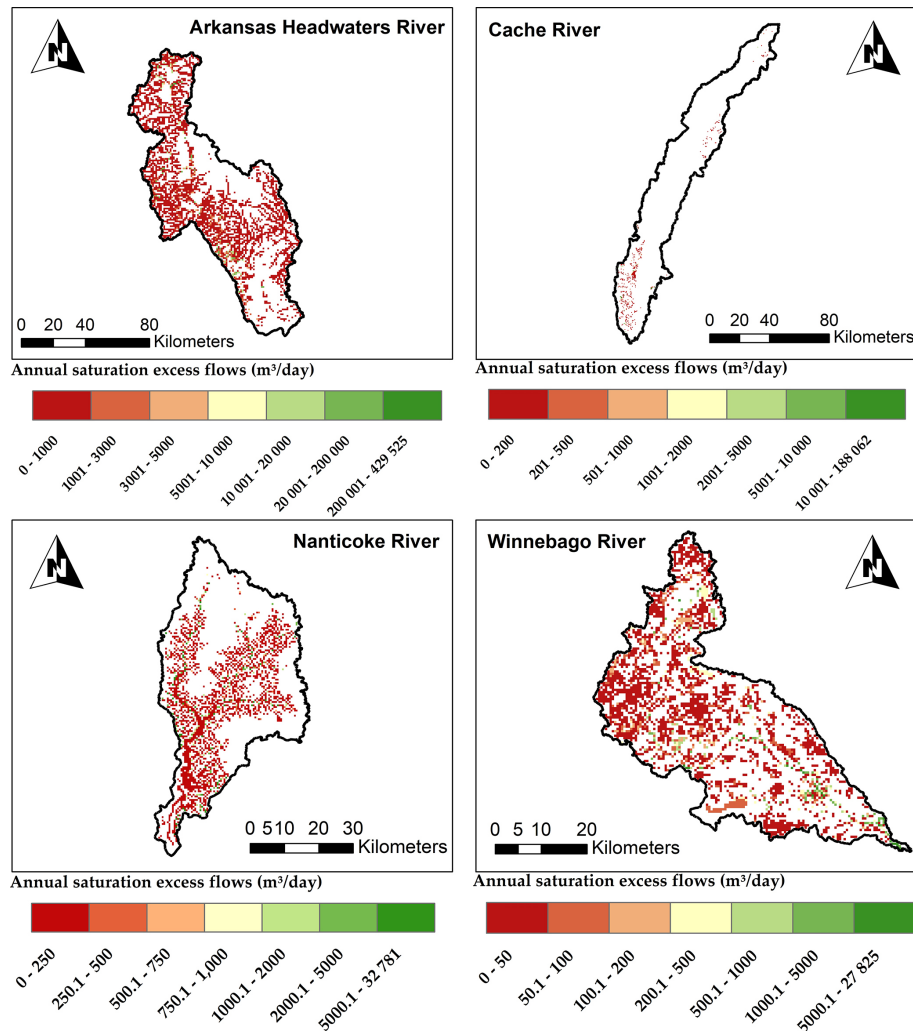 Arkansas Headwaters River
N
0 20 40 80
Kilometers
Annual saturation excess flows (m³/day)
0 - 1000
1001 - 3000
3001 - 5000
5001 - 10 000
10 001 - 20 000
20 001 - 200 000
200 001 - 429 525
Cache River
N
0 20 40 80
Kilometers
Annual saturation excess flows (m³/day)
0 - 200
201 - 500
501 - 1000
1001 - 2000
2001 - 5000
5001 - 10 000
10 001 - 188 062
Nanticoke River
N
0 510 20 30
Kilometers
Annual saturation excess flows (m³/day)
0 - 250
250.1 - 500
500.1 - 750
750.1 - 1,000
1000.1 - 2000
2000.1 - 5000
5000.1 - 32 781
Winnebago River
N
0 5 10 20
Kilometers
Annual saturation excess flows (m³/day)
0 - 50
50.1 - 100
100.1 - 200
200.1 - 500
500.1 - 1000
1000.1 - 5000
5000.1 - 27 825